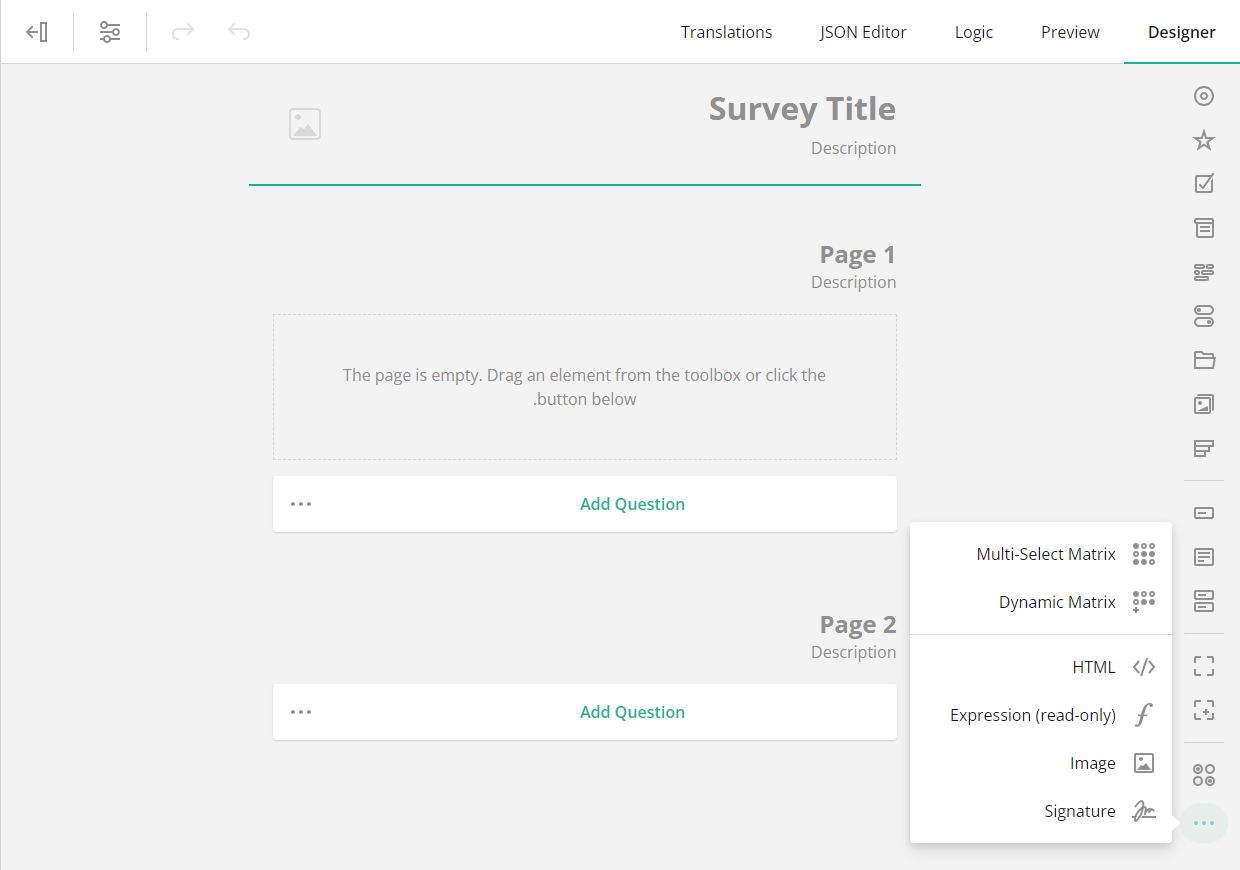 Translations
JSON Editor
Logic
Preview
Designer
Survey Title
Description
Page 1
Description
The page is empty. Drag an element from the toolbox or click the
.button below
Add Question
Page 2
Description
Add Question
Multi-Select Matrix
Dynamic Matrix
HTML
Expression (read-only)
Image
Signature